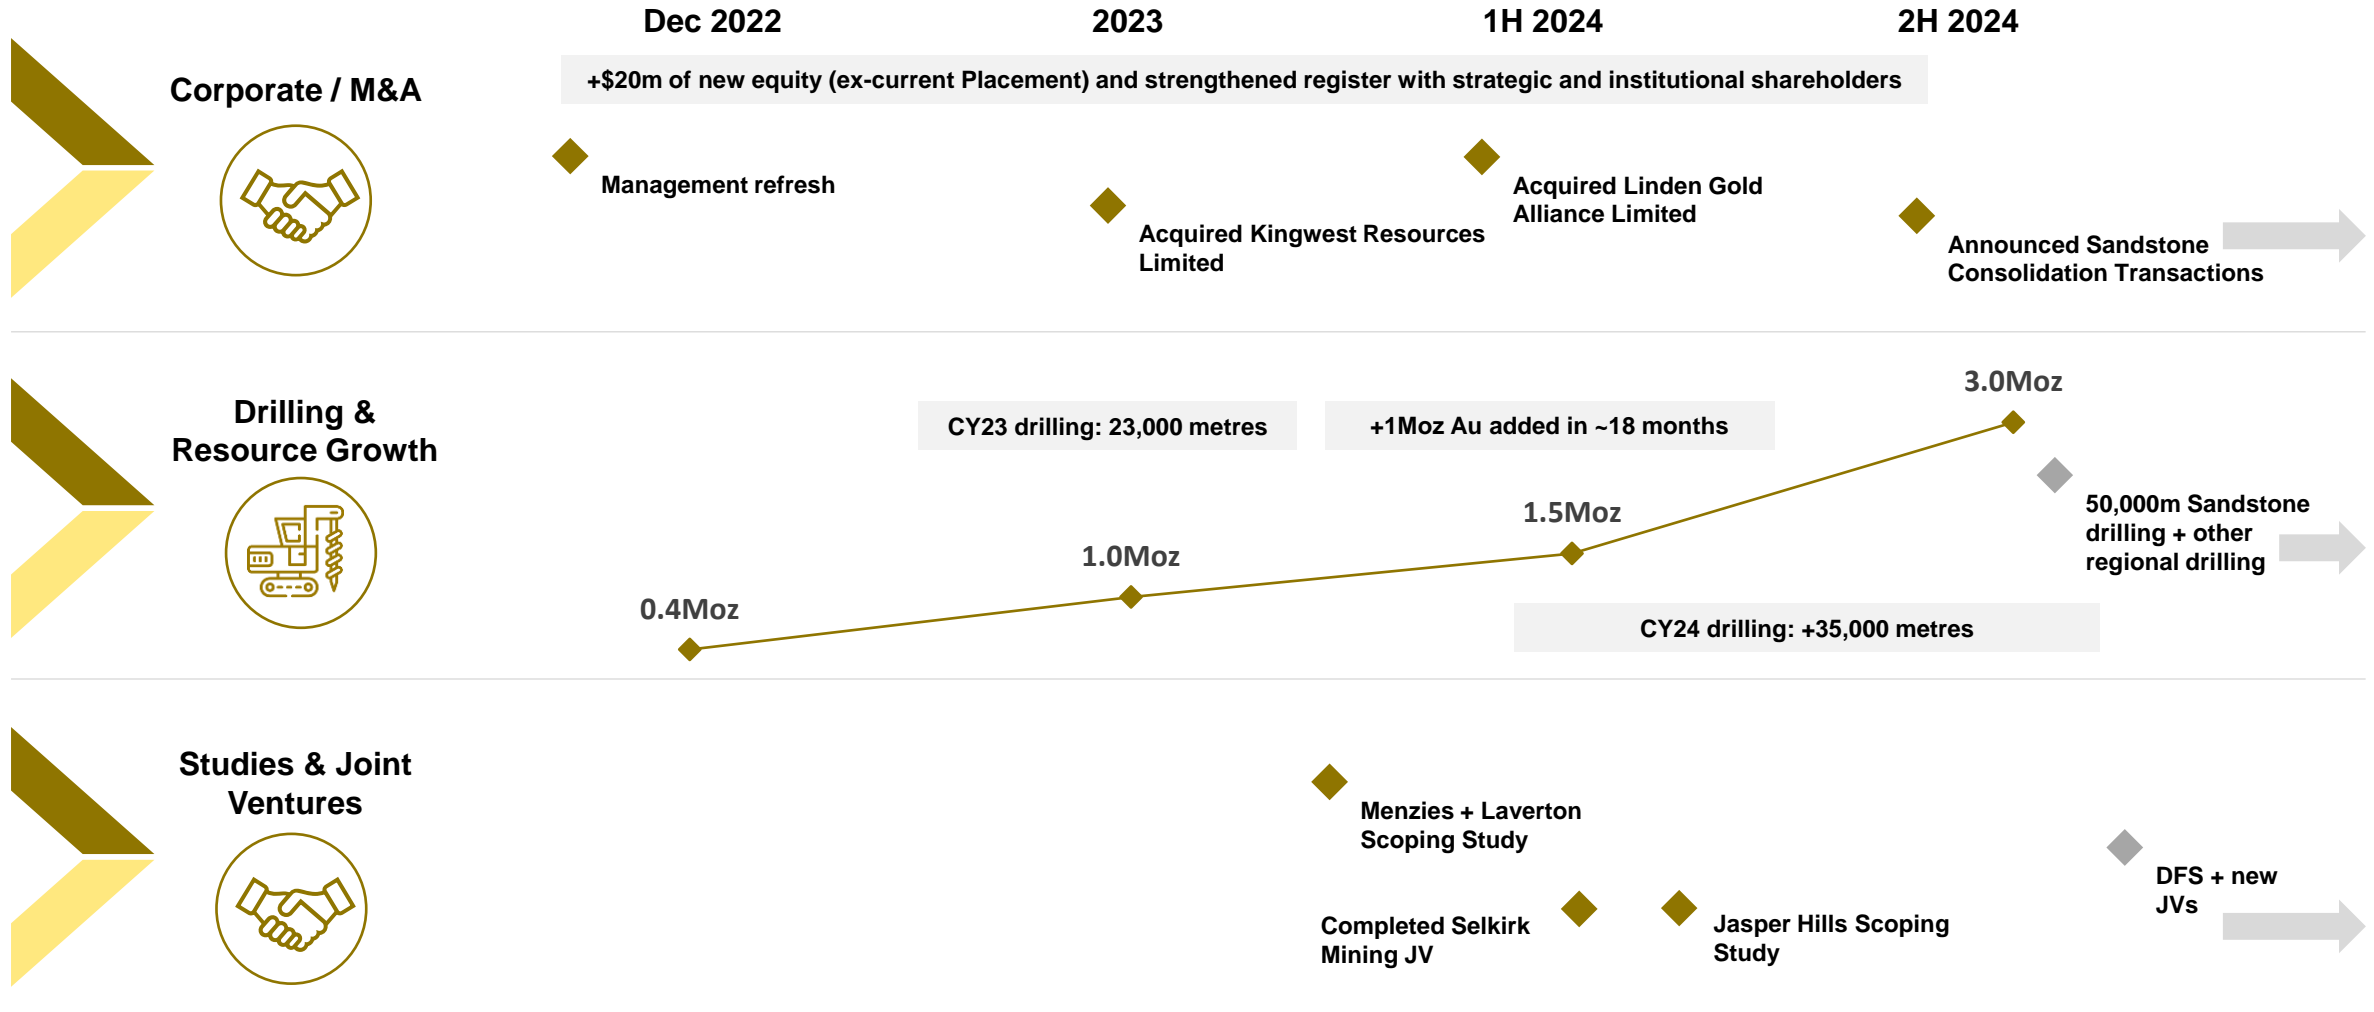 Dec 2022
2023
1H 2024
2H 2024
Corporate / M&A
+$20m of new equity (ex-current Placement) and strengthened register with strategic and institutional shareholders
Management refresh
Acquired Kingwest Resources
Limited
Acquired Linden Gold
Alliance Limited
Announced Sandstone
Consolidation Transactions
Drilling &
Resource Growth
CY23 drilling: 23,000 metres
+1Moz Au added in ~18 months
0.4Moz
1.0Moz
1.5Moz
3.0Moz
50,000m Sandstone
drilling + other
regional drilling
CY24 drilling: +35,000 metres
Studies & Joint
Ventures
Menzies + Laverton
Scoping Study
Completed Selkirk
Mining JV
Jasper Hills Scoping
Study
DFS + new
JVs